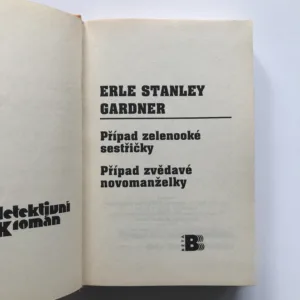 ERLE STANLEY
GARDNER
Případ zelenooké
sestřičky
Případ zvědavé
novomanželky
detektivní
román
B